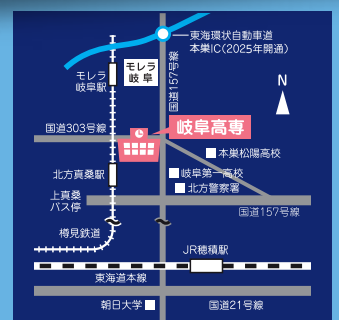 東海環状自動車道
本巣IC(2025年開通)
モレラ
岐阜
モレラ
岐阜駅
国道157号線
N
国道303号線
岐阜高専
本巣松陽高校
北方真桑駅
岐阜第一高校
北方警察署
上真桑
バス停
国道157号線
樽見鉄道
JR穂積駅
東海道本線
朝日大学
国道21号線